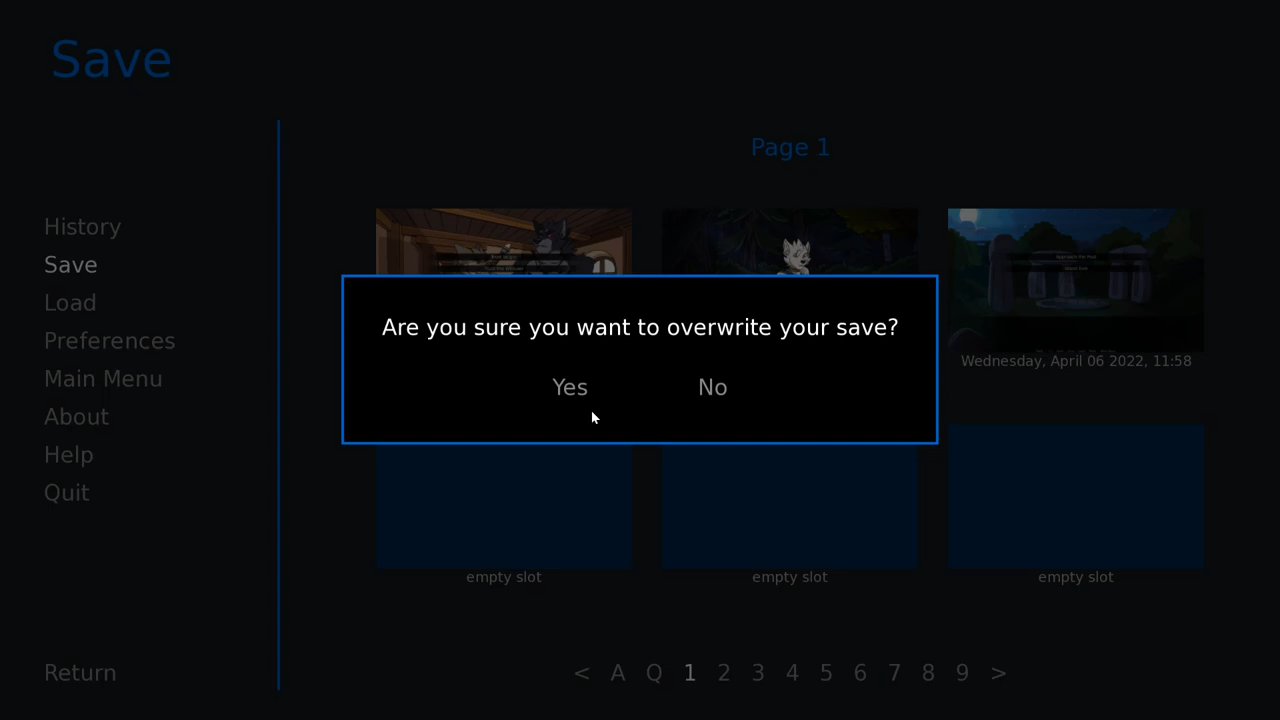 Save
Page 1
History
Save
Load
Preferences
Main Menu
About
Help
Quit
Are you sure you want to overwrite your save?
Yes No
Wednesday, April 06 2022, 11:58
empty slot empty slot empty slot
Return
< A Q 1 2 3 4 5 6 7 8 9 >